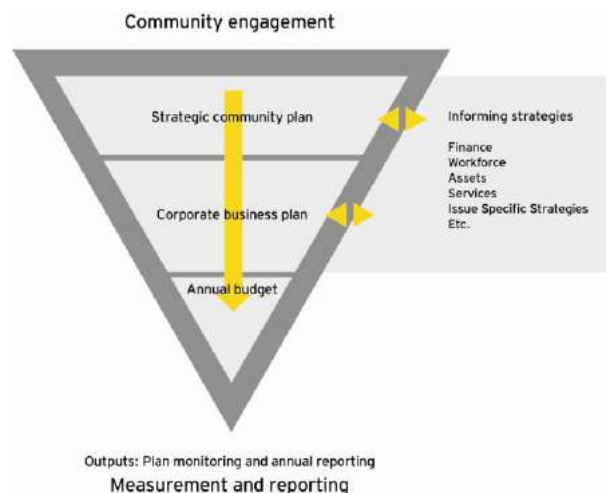 Community engagement
Strategic community plan
Corporate business plan
Annual budget
Informing strategies
Finance
Workforce
Assets
Services
Issue Specific Strategies
Etc.
Outputs: Plan monitoring and annual reporting
Measurement and reporting